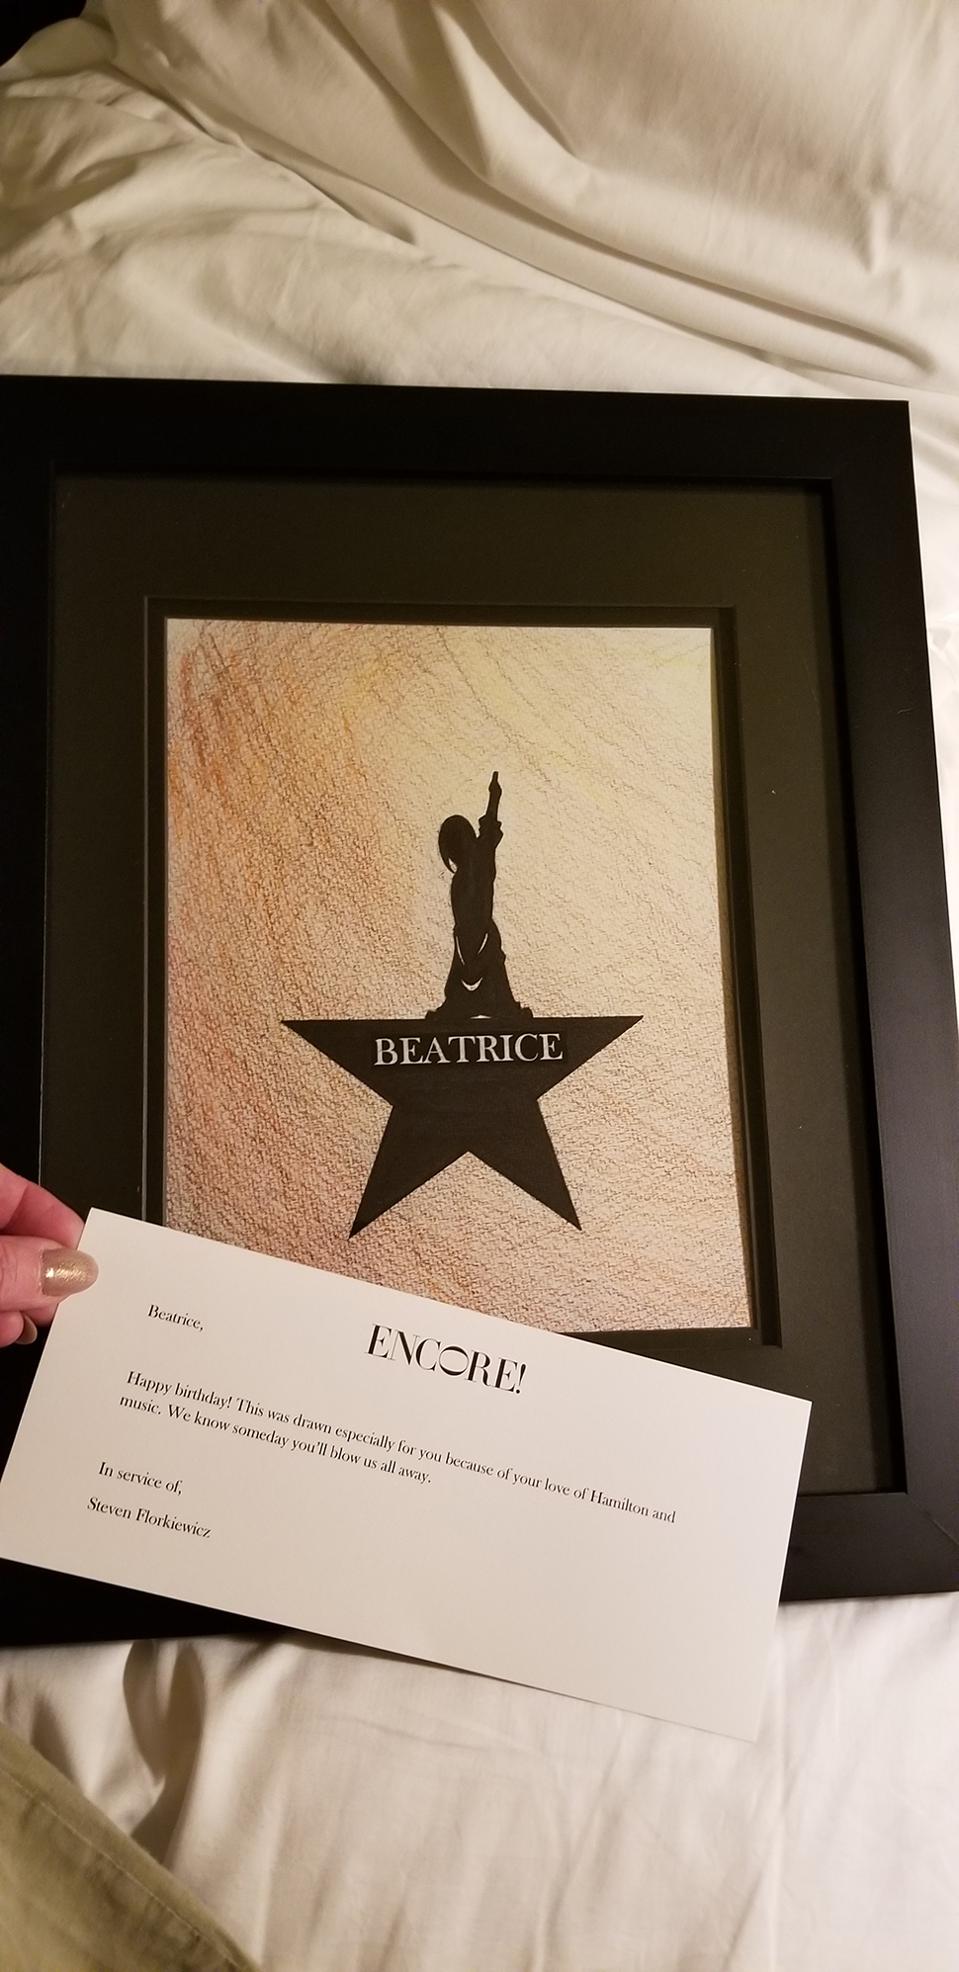 BEATRICE
ENCORE!
Beatrice,
Happy birthday! This was drawn especially for you because of your love of Hamilton and
music. We know someday you'll blow us all away.
In service of,
Steven Florkiewicz